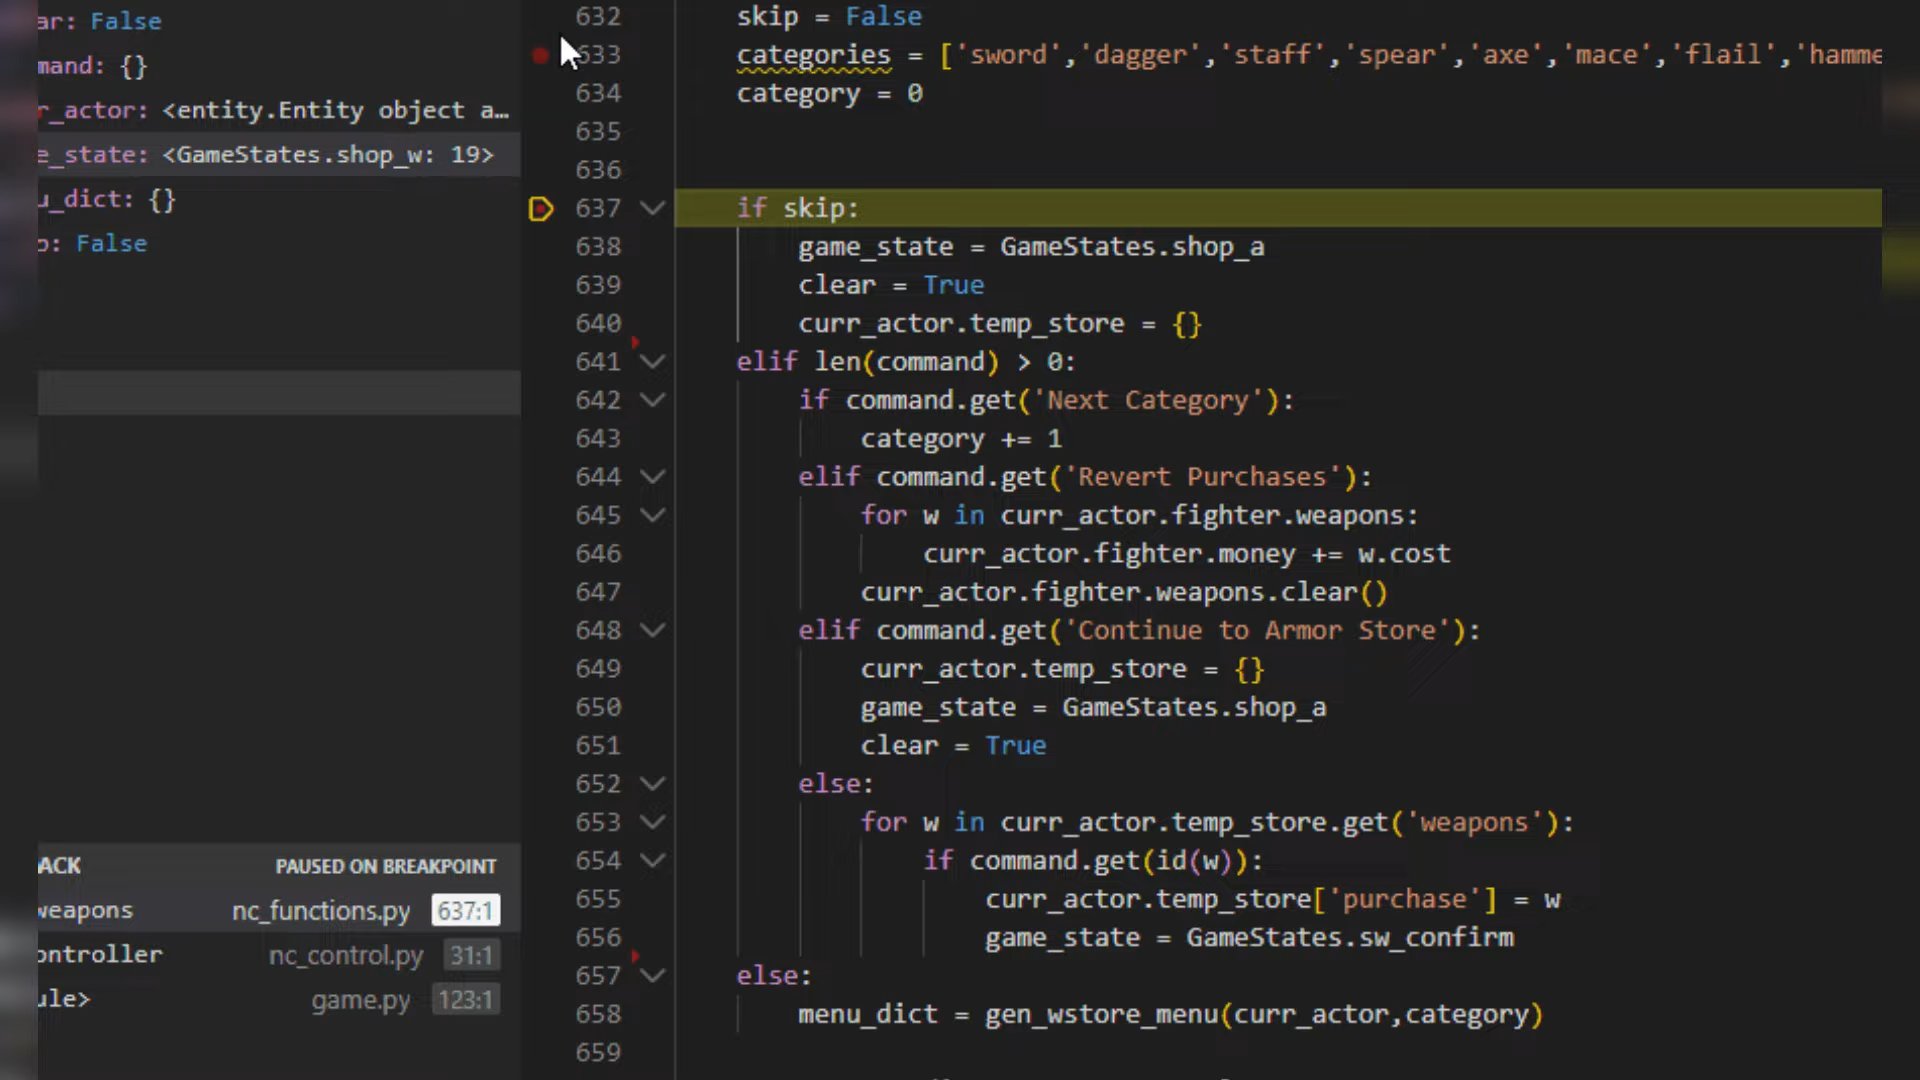 ar: False
mand: {}
r_actor: <entity.Entity object a…
e_state: <GameStates.shop_w: 19>
u_dict: {}
p: False
ACK PAUSED ON BREAKPOINT
weapons nc_functions.py 637:1
ontroller nc_control.py 31:1
ule> game.py 123:1
632 skip = False
633 categories = ['sword','dagger','staff','spear','axe','mace','flail','hamme
634 category = 0
635
636
637 if skip:
638 game_state = GameStates.shop_a
639 clear = True
640 curr_actor.temp_store = {}
641 elif len(command) > 0:
642 if command.get('Next Category'):
643 category += 1
644 elif command.get('Revert Purchases'):
645 for w in curr_actor.fighter.weapons:
646 curr_actor.fighter.money += w.cost
647 curr_actor.fighter.weapons.clear()
648 elif command.get('Continue to Armor Store'):
649 curr_actor.temp_store = {}
650 game_state = GameStates.shop_a
651 clear = True
652 else:
653 for w in curr_actor.temp_store.get('weapons'):
654 if command.get(id(w)):
655 curr_actor.temp_store['purchase'] = w
656 game_state = GameStates.sw_confirm
657 else:
658 menu_dict = gen_wstore_menu(curr_actor,category)
659